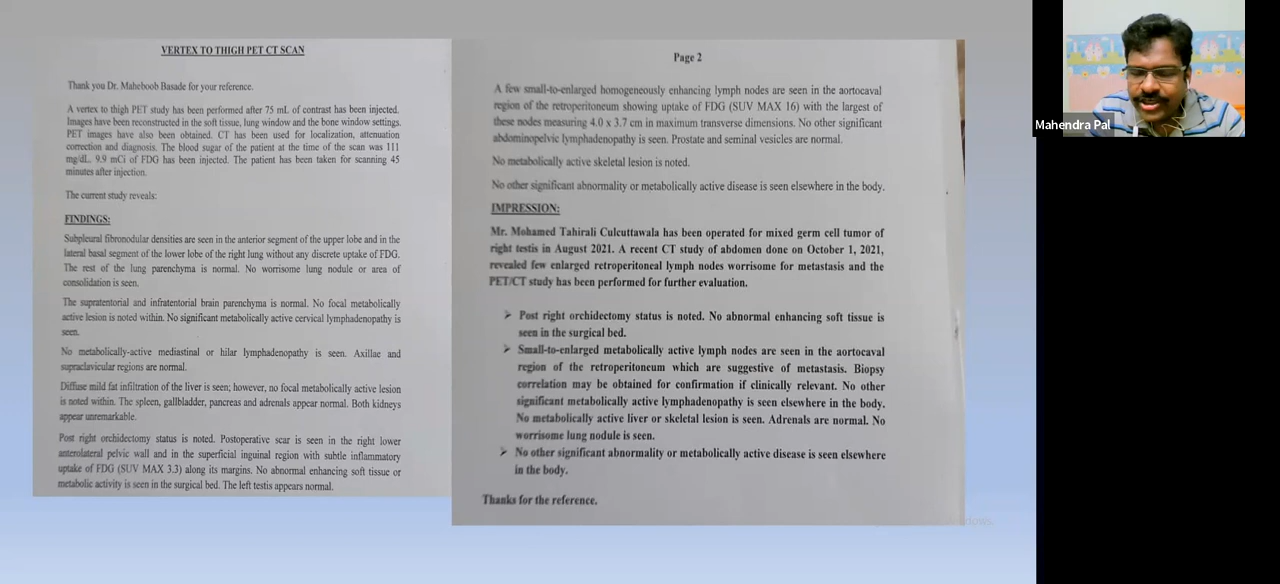 VERTEX TO THIGH PET CT SCAN
Thank you Dr. Maheboob Basade for your reference.
A vertex to thigh PET study has been performed after 75 mL of contrast has been injected.
Images have been reconstructed in the soft tissue, lung window and the bone window settings.
PET images have also been obtained. CT has been used for localization, attenuation
correction and diagnosis. The blood sugar of the patient at the time of the scan was 111
mg/dL. 9.9 mCi of FDG has been injected. The patient has been taken for scanning 45
minutes after injection.
The current study reveals:
FINDINGS:
Subpleural fibronodular densities are seen in the anterior segment of the upper lobe and in the
lateral basal segment of the lower lobe of the right lung without any discrete uptake of FDG.
The rest of the lung parenchyma is normal. No worrisome lung nodule or area of
consolidation is seen.
The supratentorial and infratentorial brain parenchyma is normal. No focal metabolically
active lesion is noted within. No significant metabolically active cervical lymphadenopathy is
seen.
No metabolically-active mediastinal or hilar lymphadenopathy is seen. Axillae and
supraclavicular regions are normal.
Diffuse mild fat infiltration of the liver is seen; however, no focal metabolically active lesion
is noted within. The spleen, gallbladder, pancreas and adrenals appear normal. Both kidneys
appear unremarkable.
Post right orchidectomy status is noted. Postoperative scar is seen in the right lower
anterolateral pelvic wall and in the superficial inguinal region with subtle inflammatory
uptake of FDG (SUV MAX 3.3) along its margins. No abnormal enhancing soft tissue or
metabolic activity is seen in the surgical bed. The left testis appears normal.
Page 2
A few small-to-enlarged homogeneously enhancing lymph nodes are seen in the aortocaval
region of the retroperitoneum showing uptake of FDG (SUV MAX 16) with the largest of
these nodes measuring 4.0 x 3.7 cm in maximum transverse dimensions. No other significant
abdominopelvic lymphadenopathy is seen. Prostate and seminal vesicles are normal.
No metabolically active skeletal lesion is noted.
No other significant abnormality or metabolically active disease is seen elsewhere in the body.
IMPRESSION:
Mr. Mohamed Tahirali Culcuttawala has been operated for mixed germ cell tumor of
right testis in August 2021. A recent CT study of abdomen done on October 1, 2021,
revealed few enlarged retroperitoneal lymph nodes worrisome for metastasis and the
PET/CT study has been performed for further evaluation.
➢ Post right orchidectomy status is noted. No abnormal enhancing soft tissue is
seen in the surgical bed.
➢ Small-to-enlarged metabolically active lymph nodes are seen in the aortocaval
region of the retroperitoneum which are suggestive of metastasis. Biopsy
correlation may be obtained for confirmation if clinically relevant. No other
significant metabolically active lymphadenopathy is seen elsewhere in the body.
No metabolically active liver or skeletal lesion is seen. Adrenals are normal. No
worrisome lung nodule is seen.
➢ No other significant abnormality or metabolically active disease is seen elsewhere
in the body.
Thanks for the reference.
Mahendra Pal